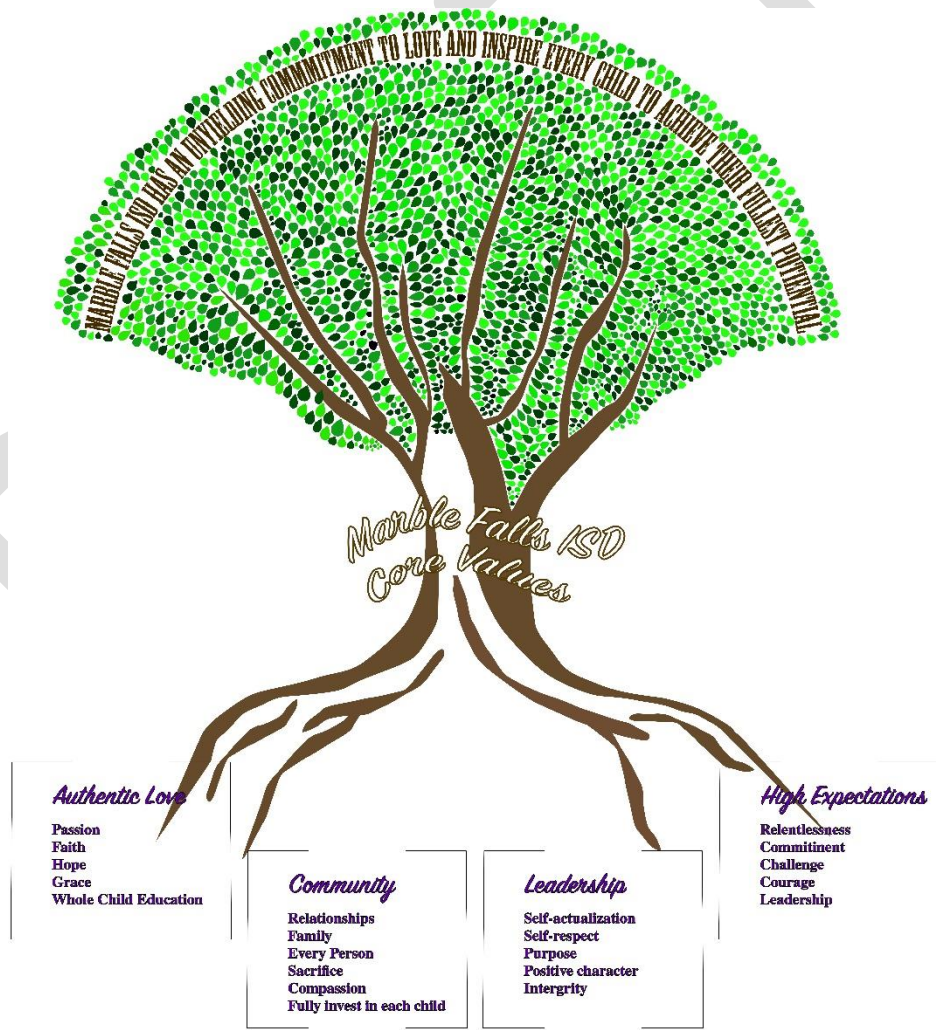 MARBLE FALLS ISD HAS AN UNYIELDING COMMMITMENT TO LOVE AND INSPIRE EVERY CHILD TO ACHIEVE THEIR FULLEST POTENTIAL
Marble Falls ISD
Core Values
Authentic Love
Passion
Faith
Hope
Grace
Whole Child Education
Community
Relationships
Family
Every Person
Sacrifice
Compassion
Fully invest in each child
Leadership
Self-actualization
Self-respect
Purpose
Positive character
Intergrity
High Expectations
Relentlessness
Commitinent
Challenge
Courage
Leadership